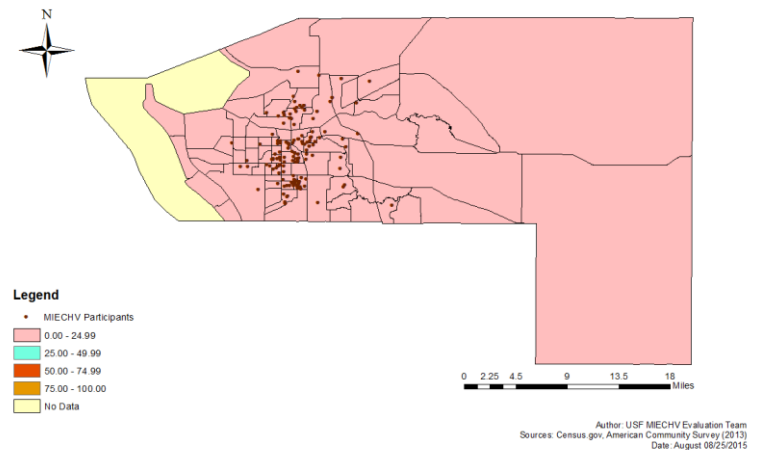 N
Legend
MIECHV Participants
0.00 - 24.99
25.00 - 49.99
50.00 - 74.99
75.00 - 100.00
No Data
0 2.25 4.5 9 13.5 18
Miles
Author: USF MIECHV Evaluation Team
Sources: Census.gov, American Community Survey (2013)
Date: August 08/25/2015